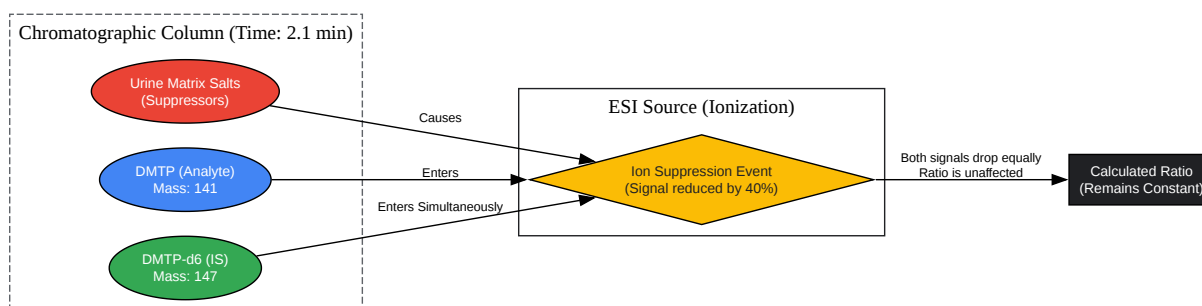 Chromatographic Column (Time: 2.1 min)
Urine Matrix Salts
(Suppressors)
DMTP (Analyte)
Mass: 141
DMTP-d6 (IS)
Mass: 147
Causes
Enters
Enters Simultaneously
ESI Source (Ionization)
Ion Suppression Event
(Signal reduced by 40%)
Both signals drop equally
Ratio is unaffected
Calculated Ratio
(Remains Constant)